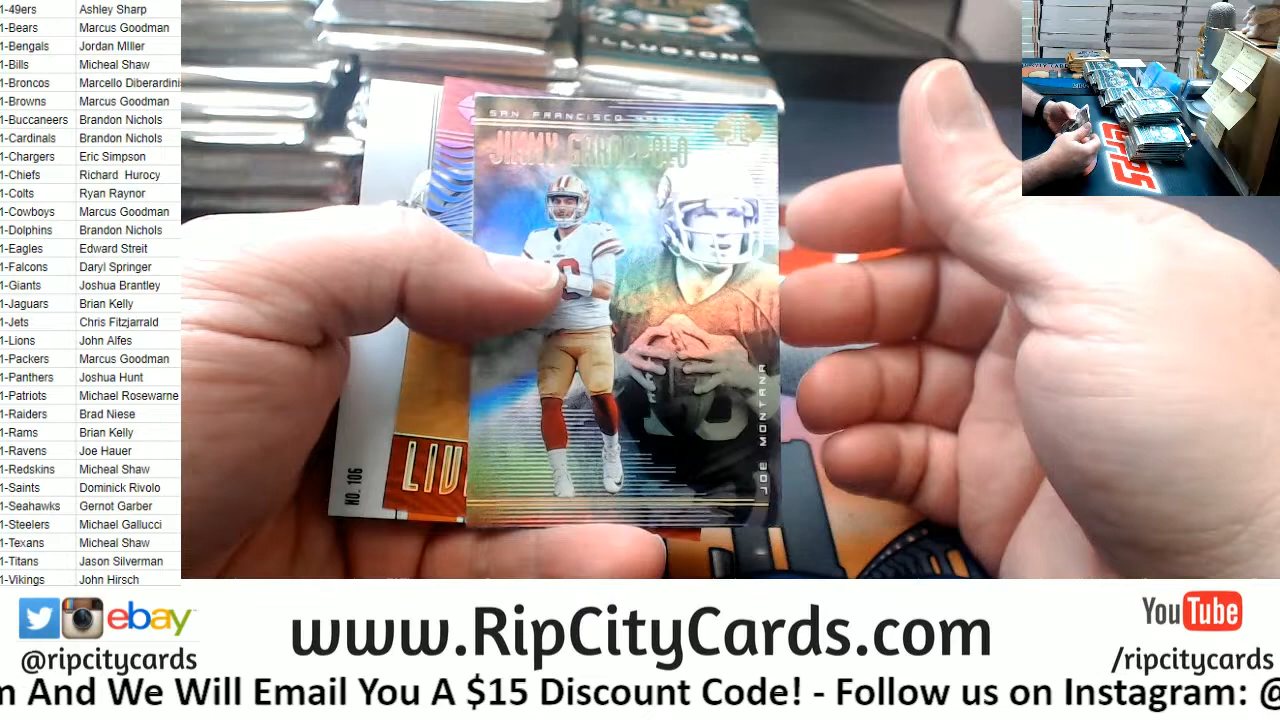 1-49ers Ashley Sharp
1-Bears Marcus Goodman
1-Bengals Jordan MIller
1-Bills Micheal Shaw
1-Broncos Marcello Diberardini
1-Browns Marcus Goodman
1-Buccaneers Brandon Nichols
1-Cardinals Brandon Nichols
1-Chargers Eric Simpson
1-Chiefs Richard Hurocy
1-Colts Ryan Raynor
1-Cowboys Marcus Goodman
1-Dolphins Brandon Nichols
1-Eagles Edward Streit
1-Falcons Daryl Springer
1-Giants Joshua Brantley
1-Jaguars Brian Kelly
1-Jets Chris Fitzjarrald
1-Lions John Alfes
1-Packers Marcus Goodman
1-Panthers Joshua Hunt
1-Patriots Michael Rosewarne
1-Raiders Brad Niese
1-Rams Brian Kelly
1-Ravens Joe Hauer
1-Redskins Micheal Shaw
1-Saints Dominick Rivolo
1-Seahawks Gernot Garber
1-Steelers Michael Gallucci
1-Texans Micheal Shaw
1-Titans Jason Silverman
1-Vikings John Hirsch
ILLUSIONS
SAN FRANCISCO 49ERS
JIMMY GAROPPOLO
JOE MONTANA
NO. 106
LIV
ebay
@ripcitycards
www.RipCityCards.com
YouTube
/ripcitycards
m And We Will Email You A $15 Discount Code! - Follow us on Instagram: @